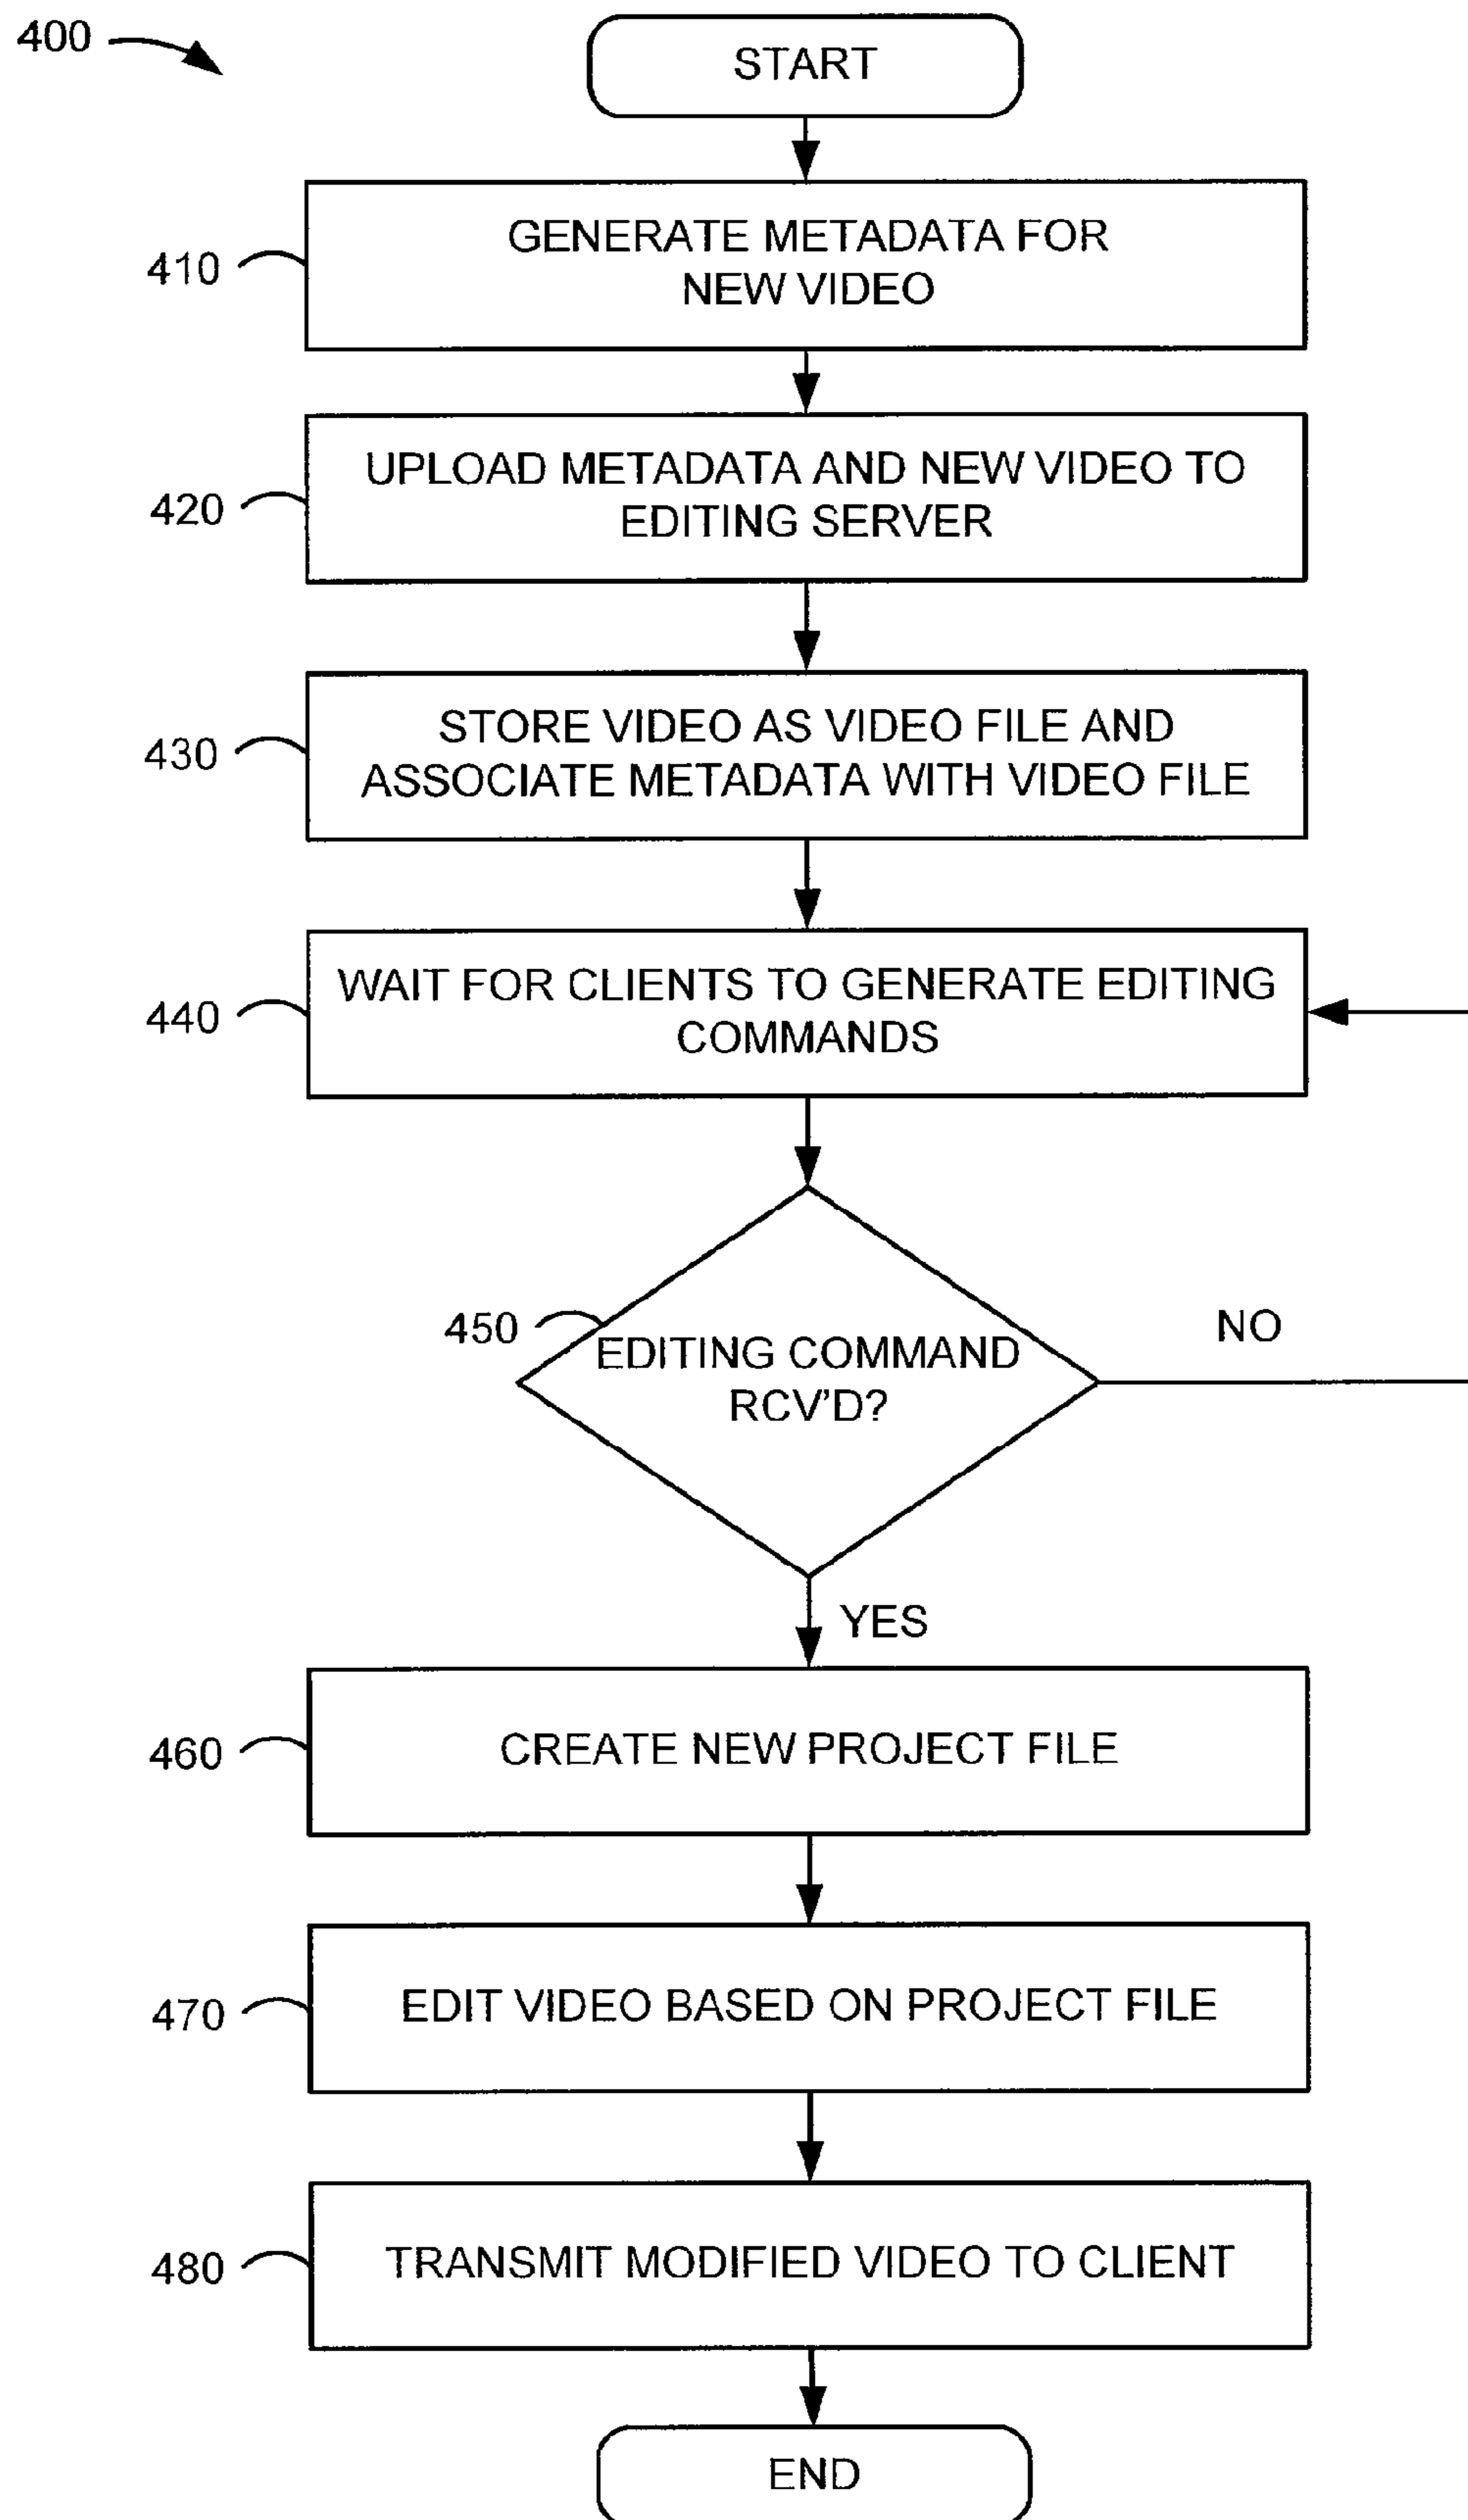 400
START
410
GENERATE METADATA FOR
NEW VIDEO
420
UPLOAD METADATA AND NEW VIDEO TO
EDITING SERVER
430
STORE VIDEO AS VIDEO FILE AND
ASSOCIATE METADATA WITH VIDEO FILE
440
WAIT FOR CLIENTS TO GENERATE EDITING
COMMANDS
450
EDITING COMMAND
RCV'D?
NO
YES
460
CREATE NEW PROJECT FILE
470
EDIT VIDEO BASED ON PROJECT FILE
480
TRANSMIT MODIFIED VIDEO TO CLIENT
END